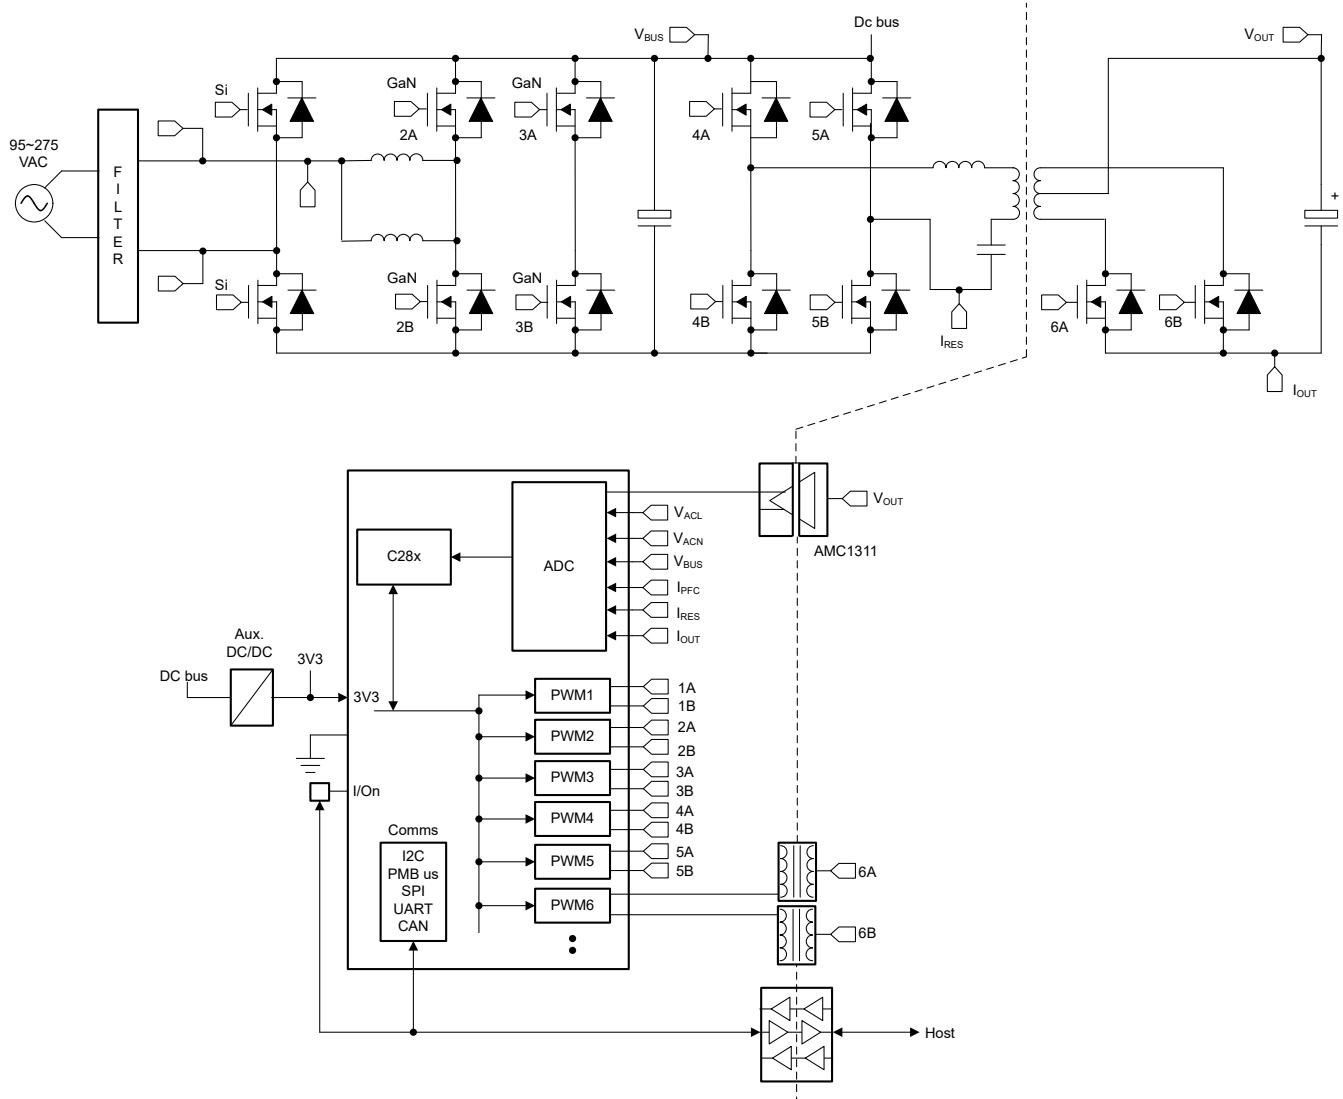 Dc bus
VBUS
VOUT
Si
GaN
GaN
2A
3A
4A
5A
95~275
VAC
FILTER
Si
GaN
GaN
2B
3B
4B
5B
6A
6B
IRES
IOUT
VOUT
AMC1311
C28x
ADC
VACL
VACN
VBUS
IPFC
IRES
IOUT
Aux.
DC/DC
3V3
DC bus
3V3
I/On
PWM1
1A
1B
PWM2
2A
2B
PWM3
3A
3B
PWM4
4A
4B
PWM5
5A
5B
PWM6
6A
6B
Comms
I2C
PMB us
SPI
UART
CAN
Host
+